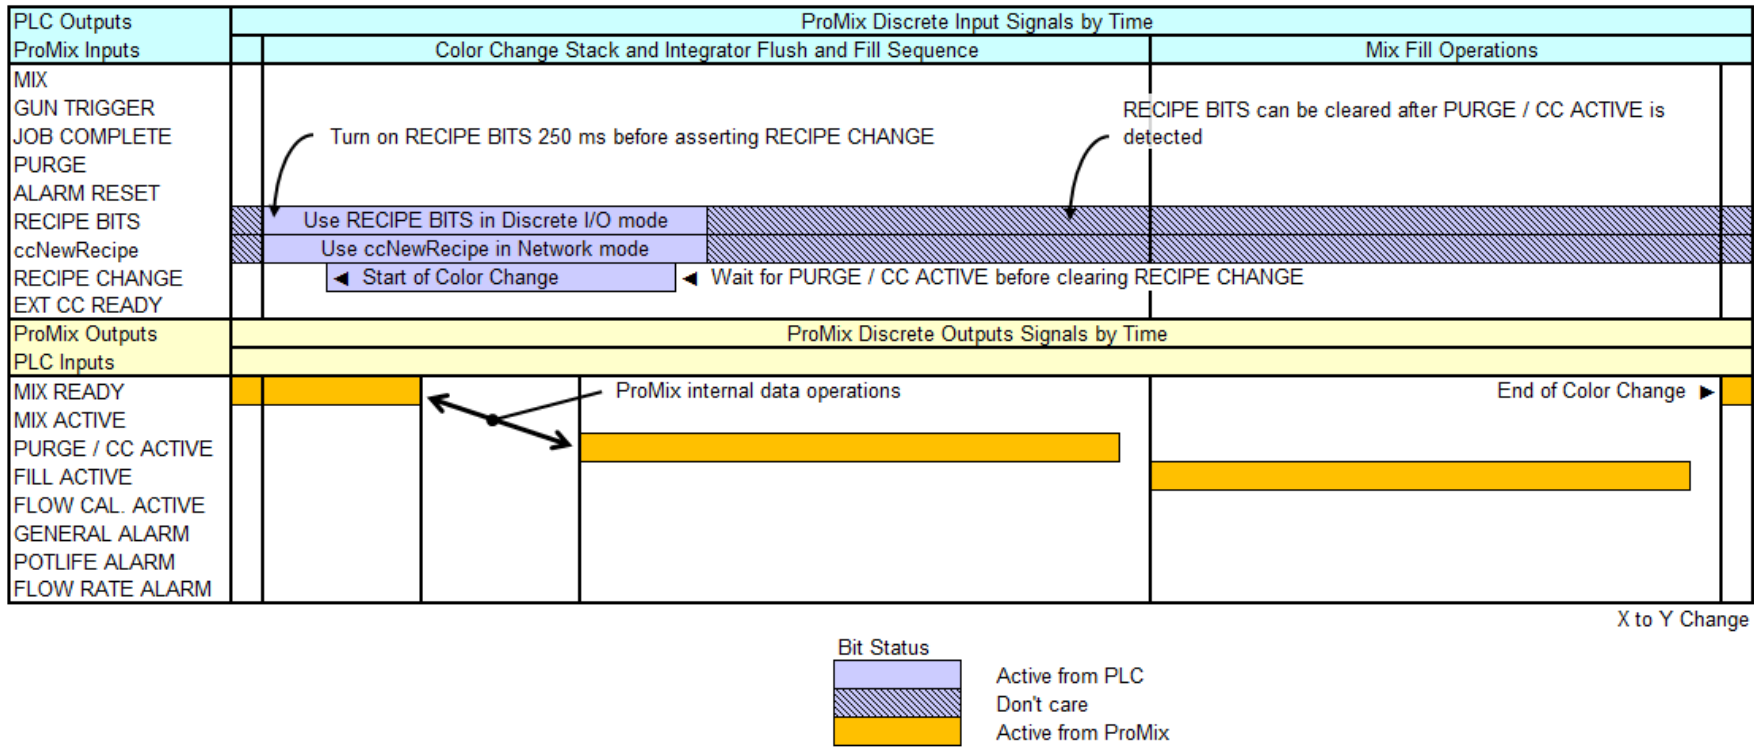 PLC Outputs
ProMix Discrete Input Signals by Time
ProMix Inputs
Color Change Stack and Integrator Flush and Fill Sequence
Mix Fill Operations
MIX
GUN TRIGGER
JOB COMPLETE
PURGE
ALARM RESET
RECIPE BITS
ccNewRecipe
RECIPE CHANGE
EXT CC READY
Turn on RECIPE BITS 250 ms before asserting RECIPE CHANGE
RECIPE BITS can be cleared after PURGE / CC ACTIVE is
detected
Use RECIPE BITS in Discrete I/O mode
Use ccNewRecipe in Network mode
◄ Start of Color Change
◄ Wait for PURGE / CC ACTIVE before clearing RECIPE CHANGE
ProMix Outputs
ProMix Discrete Outputs Signals by Time
PLC Inputs
MIX READY
MIX ACTIVE
PURGE / CC ACTIVE
FILL ACTIVE
FLOW CAL. ACTIVE
GENERAL ALARM
POTLIFE ALARM
FLOW RATE ALARM
ProMix internal data operations
End of Color Change ►
X to Y Change
Bit Status
Active from PLC
Don't care
Active from ProMix